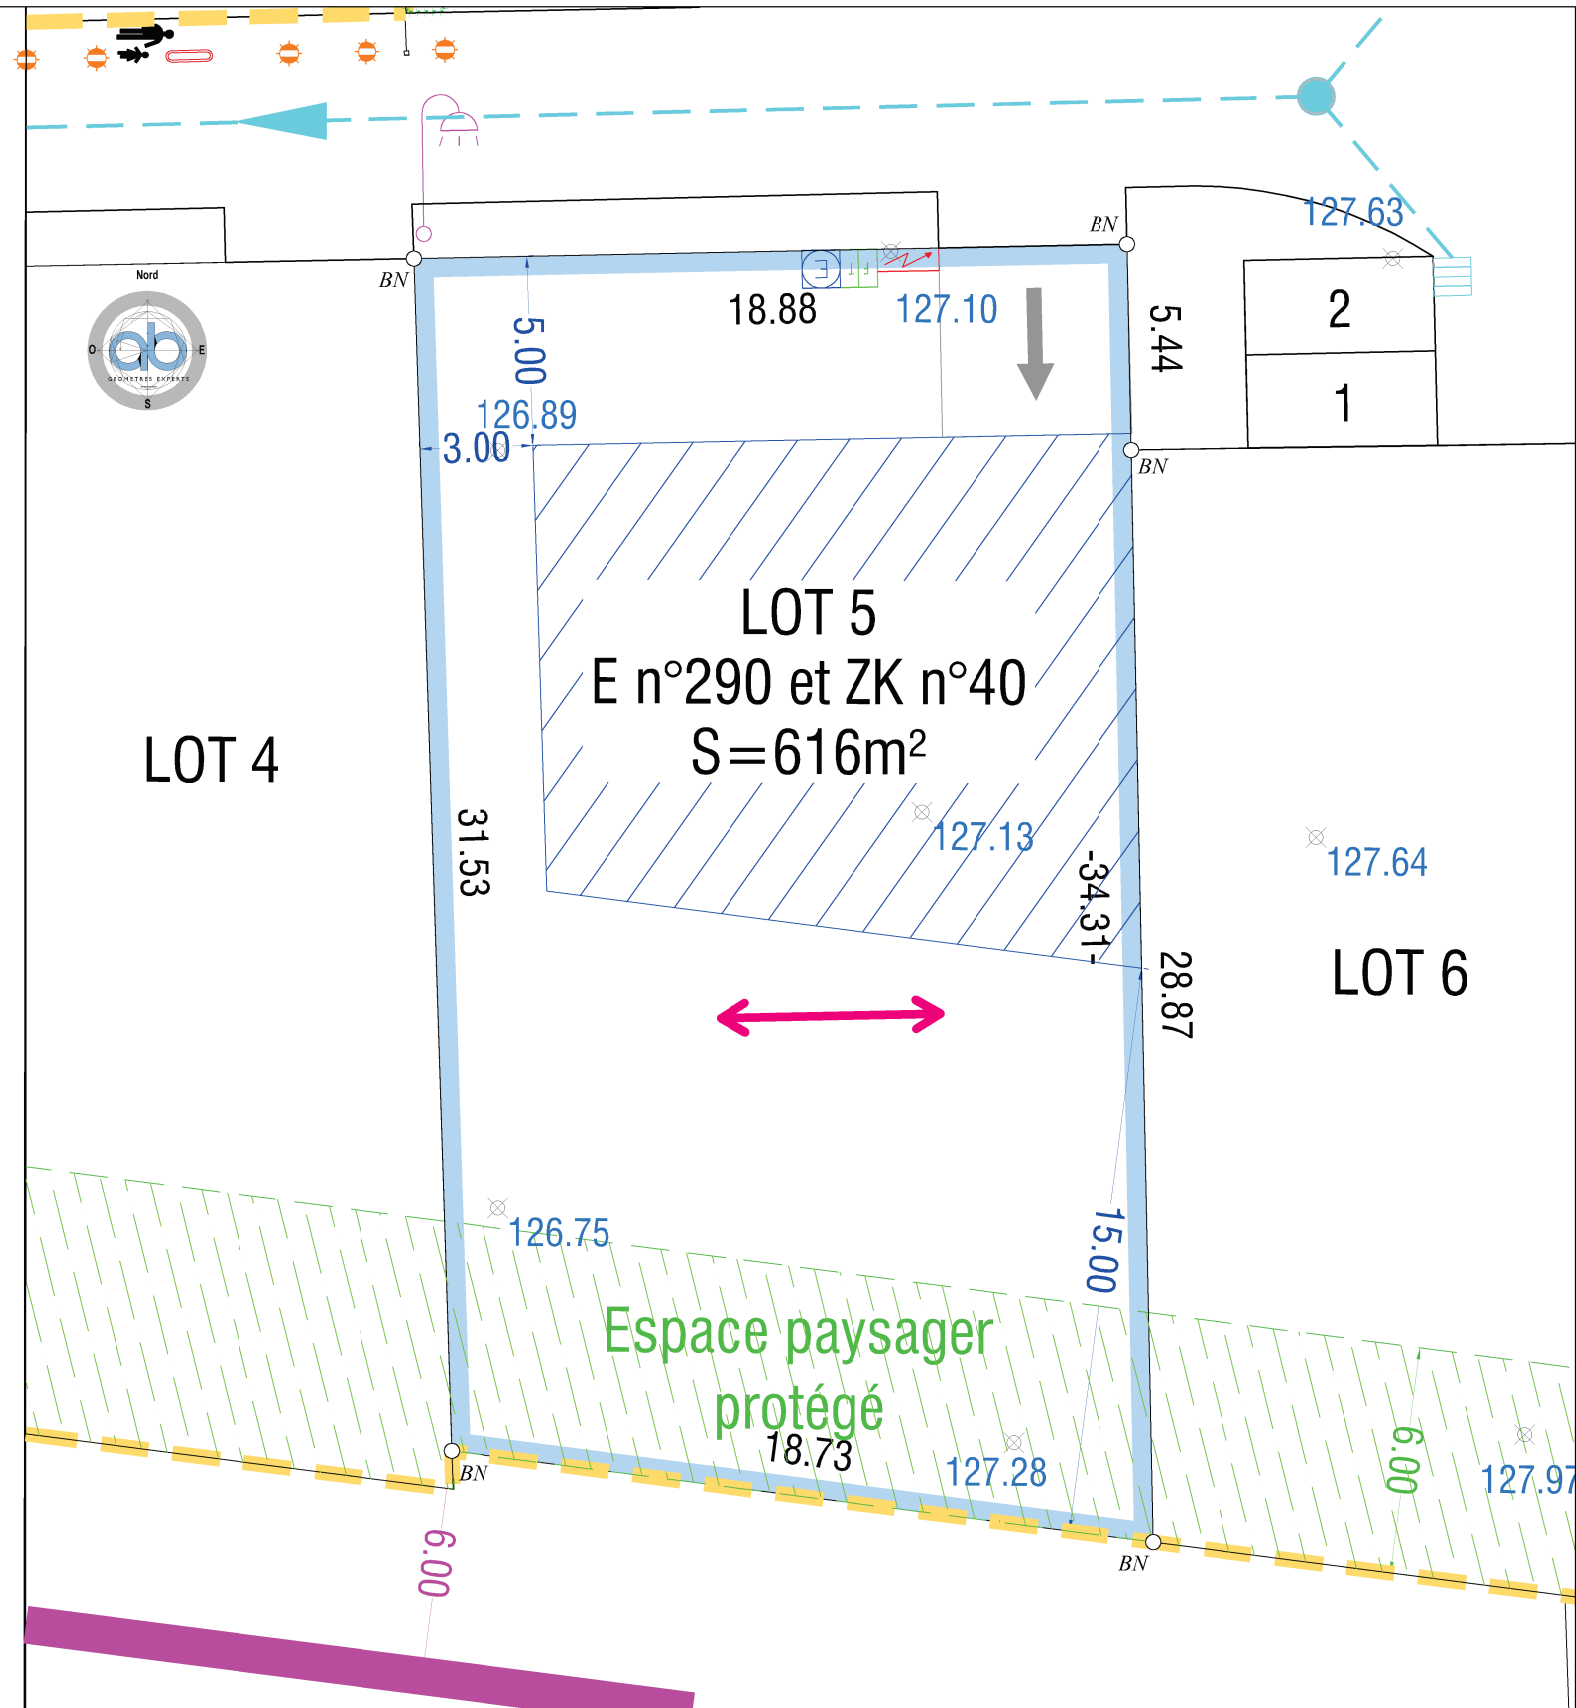 127.63
BN
BN
Nord
O
E
ab
GEOMETRES EXPERTS
S
E
FT
18.88
127.10
5.00
5.44
2
1
126.89
3.00
BN
LOT 5
E n°290 et ZK n°40
S=616m²
LOT 4
31.53
127.13
-34.31-
127.64
28.87
LOT 6
126.75
15.00
Espace paysager
protégé
18.73
127.28
6.00
127.97
BN
BN
6.00